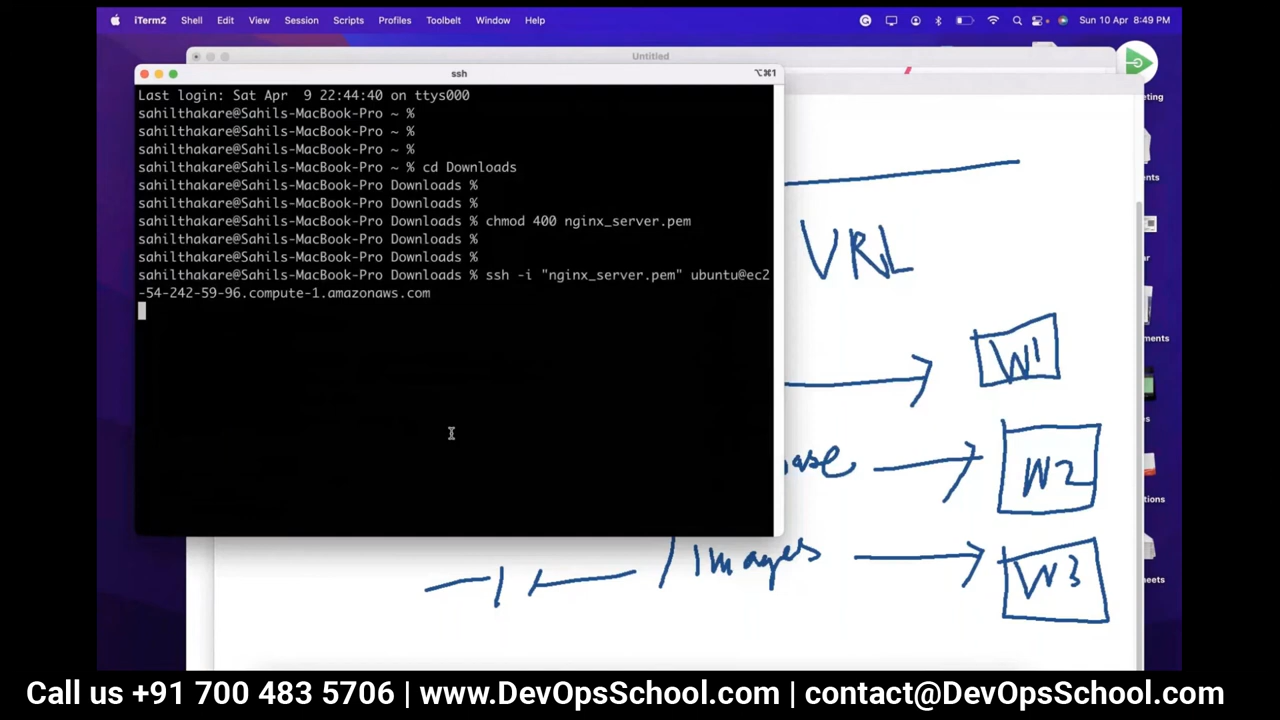 iTerm2 Shell Edit View Session Scripts Profiles Toolbelt Window Help Sun 10 Apr 8:49 PM
Untitled
ssh ⌥⌘1
Last login: Sat Apr  9 22:44:40 on ttys000
sahilthakare@Sahils-MacBook-Pro ~ %
sahilthakare@Sahils-MacBook-Pro ~ %
sahilthakare@Sahils-MacBook-Pro ~ %
sahilthakare@Sahils-MacBook-Pro ~ % cd Downloads
sahilthakare@Sahils-MacBook-Pro Downloads %
sahilthakare@Sahils-MacBook-Pro Downloads %
sahilthakare@Sahils-MacBook-Pro Downloads % chmod 400 nginx_server.pem
sahilthakare@Sahils-MacBook-Pro Downloads %
sahilthakare@Sahils-MacBook-Pro Downloads %
sahilthakare@Sahils-MacBook-Pro Downloads % ssh -i "nginx_server.pem" ubuntu@ec2
-54-242-59-96.compute-1.amazonaws.com
URL
W1
W2
/images
W3
Call us +91 700 483 5706 | www.DevOpsSchool.com | contact@DevOpsSchool.com